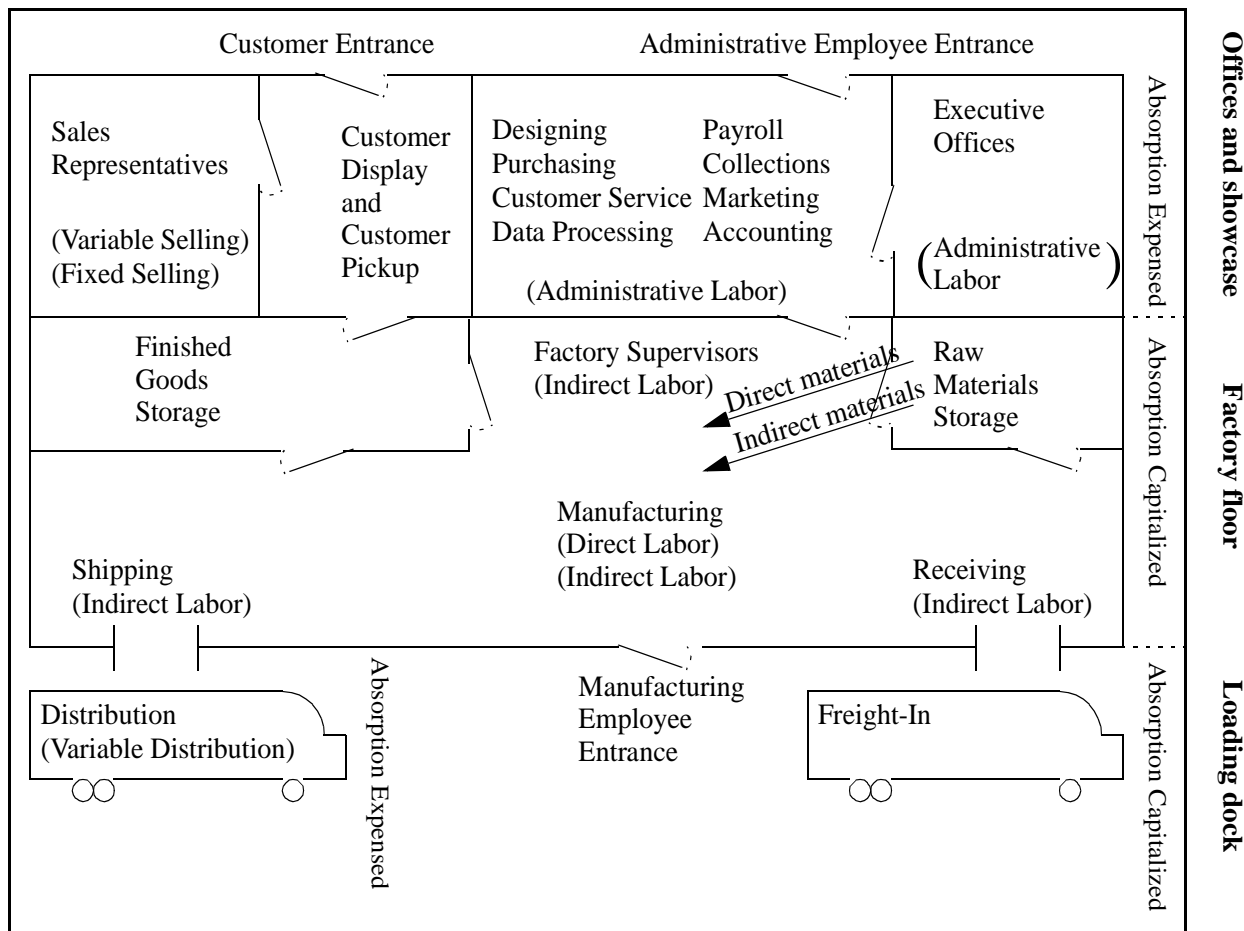 Customer Entrance
Administrative Employee Entrance
Sales
Representatives
(Variable Selling)
(Fixed Selling)
Customer
Display
and
Customer
Pickup
Designing
Purchasing
Customer Service
Data Processing
Payroll
Collections
Marketing
Accounting
(Administrative Labor)
Executive
Offices
(Administrative
Labor)
Absorption Expensed
Offices and showcase
Finished
Goods
Storage
Factory Supervisors
(Indirect Labor)
Direct materials
Indirect materials
Raw
Materials
Storage
Manufacturing
(Direct Labor)
(Indirect Labor)
Shipping
(Indirect Labor)
Receiving
(Indirect Labor)
Absorption Capitalized
Factory floor
Distribution
(Variable Distribution)
Absorption Expensed
Manufacturing
Employee
Entrance
Freight-In
Absorption Capitalized
Loading dock